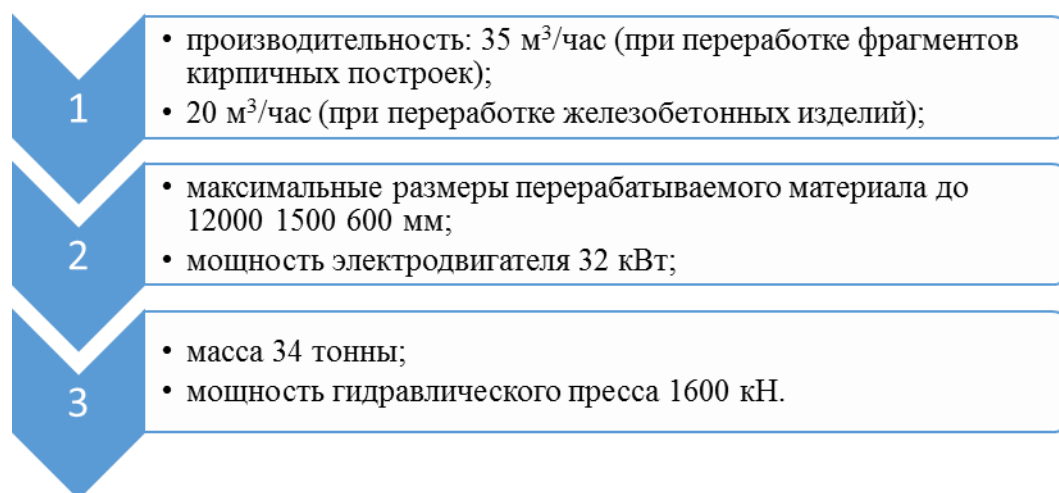 1
• производительность: 35 м³/час (при переработке фрагментов
кирпичных построек);
• 20 м³/час (при переработке железобетонных изделий);
2
• максимальные размеры перерабатываемого материала до
12000 1500 600 мм;
• мощность электродвигателя 32 кВт;
3
• масса 34 тонны;
• мощность гидравлического пресса 1600 кН.